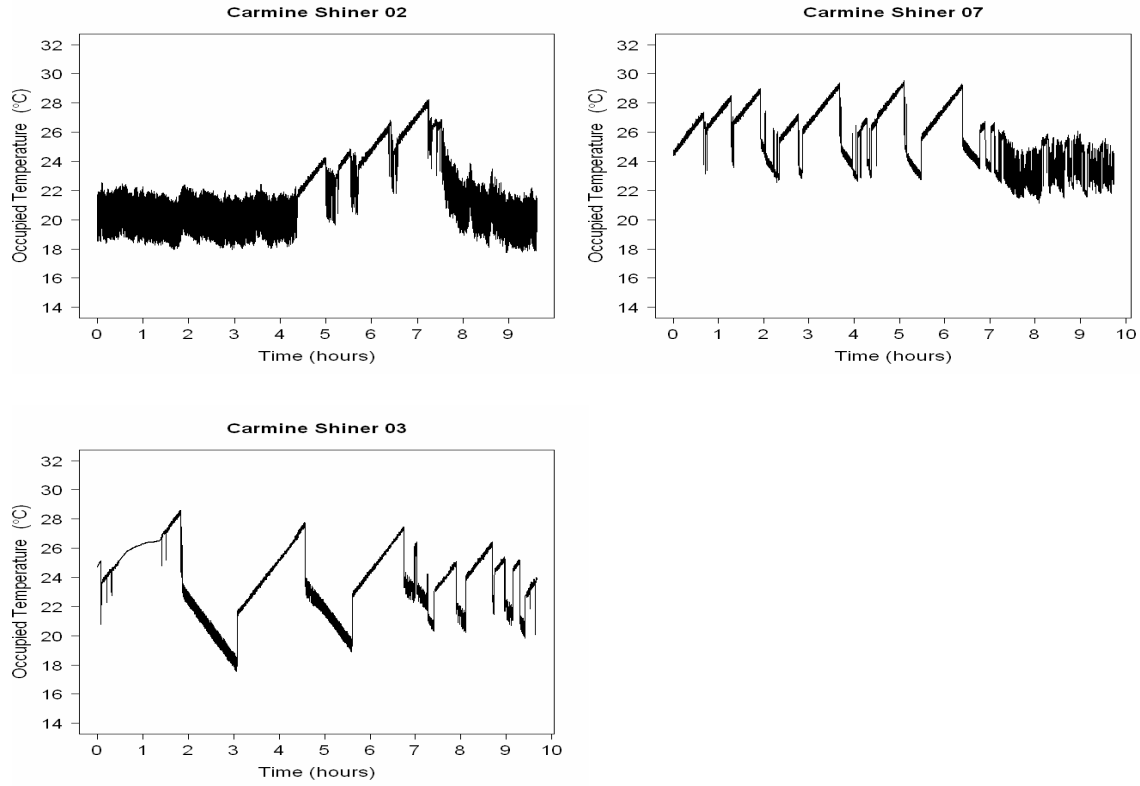 Carmine Shiner 02
Occupied Temperature (°C)
32
30
28
26
24
22
20
18
16
14
0 1 2 3 4 5 6 7 8 9
Time (hours)
Carmine Shiner 07
Occupied Temperature (°C)
32
30
28
26
24
22
20
18
16
14
0 1 2 3 4 5 6 7 8 9 10
Time (hours)
Carmine Shiner 03
Occupied Temperature (°C)
32
30
28
26
24
22
20
18
16
14
0 1 2 3 4 5 6 7 8 9 10
Time (hours)